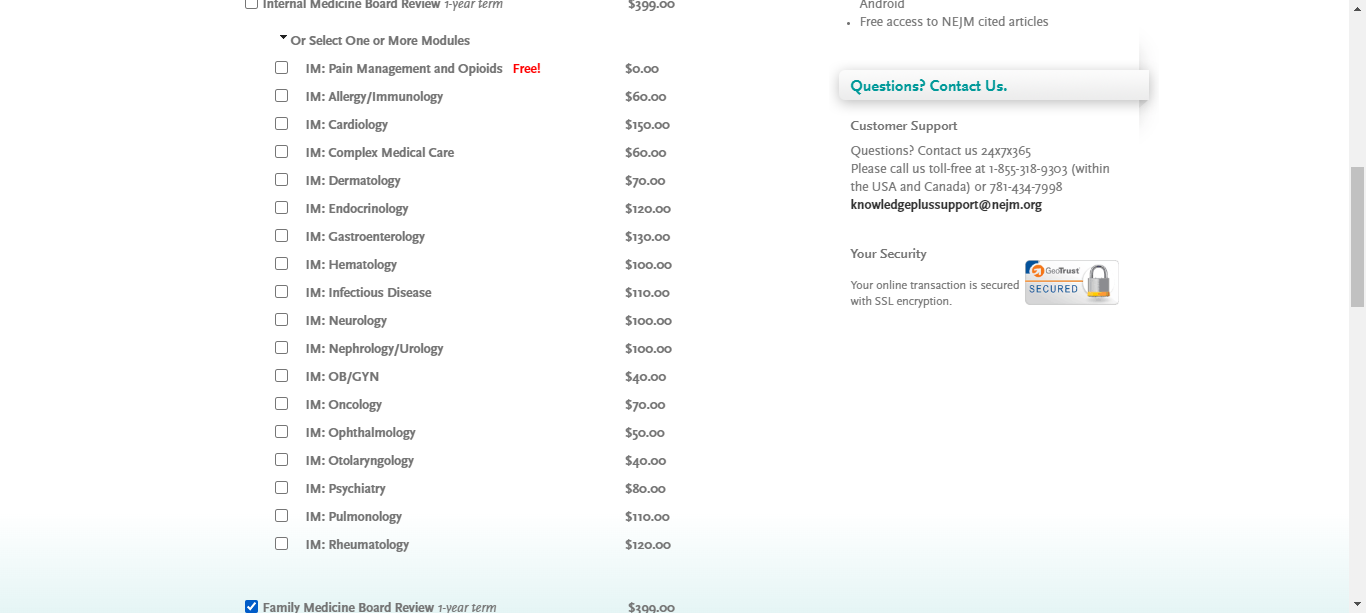 Internal Medicine Board Review 1-year term $399.00
Or Select One or More Modules
IM: Pain Management and Opioids Free! $0.00
IM: Allergy/Immunology $60.00
IM: Cardiology $150.00
IM: Complex Medical Care $60.00
IM: Dermatology $70.00
IM: Endocrinology $120.00
IM: Gastroenterology $130.00
IM: Hematology $100.00
IM: Infectious Disease $110.00
IM: Neurology $100.00
IM: Nephrology/Urology $100.00
IM: OB/GYN $40.00
IM: Oncology $70.00
IM: Ophthalmology $50.00
IM: Otolaryngology $40.00
IM: Psychiatry $80.00
IM: Pulmonology $110.00
IM: Rheumatology $120.00
Family Medicine Board Review 1-year term $399.00
Android
• Free access to NEJM cited articles
Questions? Contact Us.
Customer Support
Questions? Contact us 24x7x365
Please call us toll-free at 1-855-318-9303 (within
the USA and Canada) or 781-434-7998
knowledgeplussupport@nejm.org
Your Security
Your online transaction is secured
with SSL encryption.
GeoTrust
SECURED